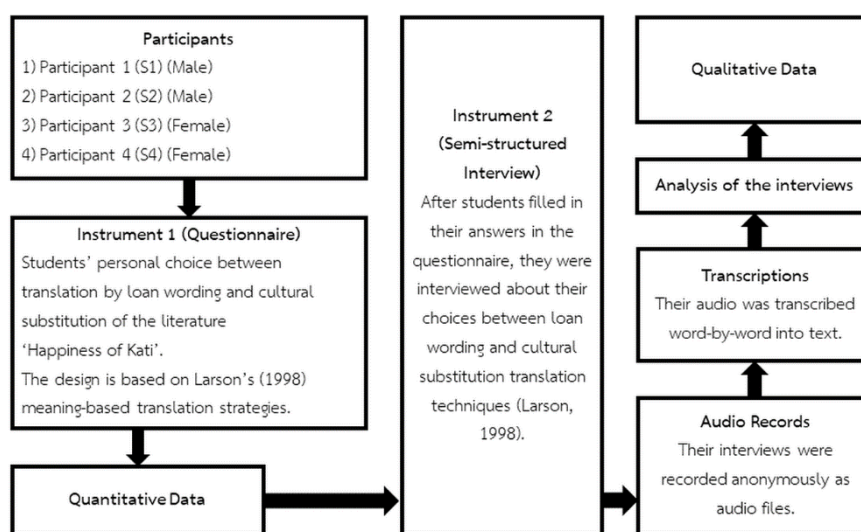 Participants
1) Participant 1 (S1) (Male)
2) Participant 2 (S2) (Male)
3) Participant 3 (S3) (Female)
4) Participant 4 (S4) (Female)
Instrument 1 (Questionnaire)
Students’ personal choice between
translation by loan wording and cultural
substitution of the literature
‘Happiness of Kati’.
The design is based on Larson’s (1998)
meaning-based translation strategies.
Quantitative Data
Instrument 2
(Semi-structured
Interview)
After students filled in
their answers in the
questionnaire, they were
interviewed about their
choices between loan
wording and cultural
substitution translation
techniques (Larson,
1998).
Audio Records
Their interviews were
recorded anonymously as
audio files.
Transcriptions
Their audio was transcribed
word-by-word into text.
Analysis of the interviews
Qualitative Data